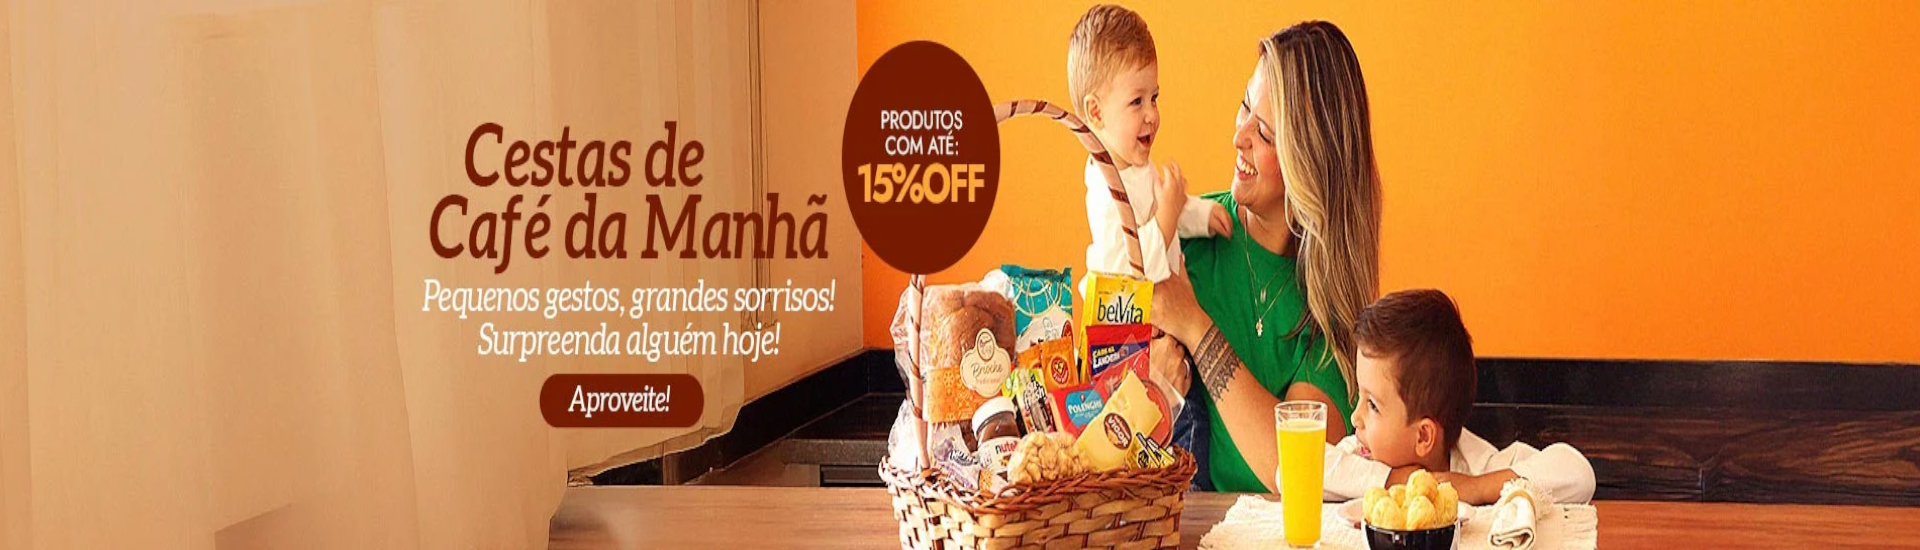 Cestas de
Café da Manhã
Pequenos gestos, grandes sorrisos!
Surpreenda alguém hoje!
Aproveite!
PRODUTOS
COM ATÉ:
15%OFF
belVita
Brioche
POLENGHI
VIGOR
nutella